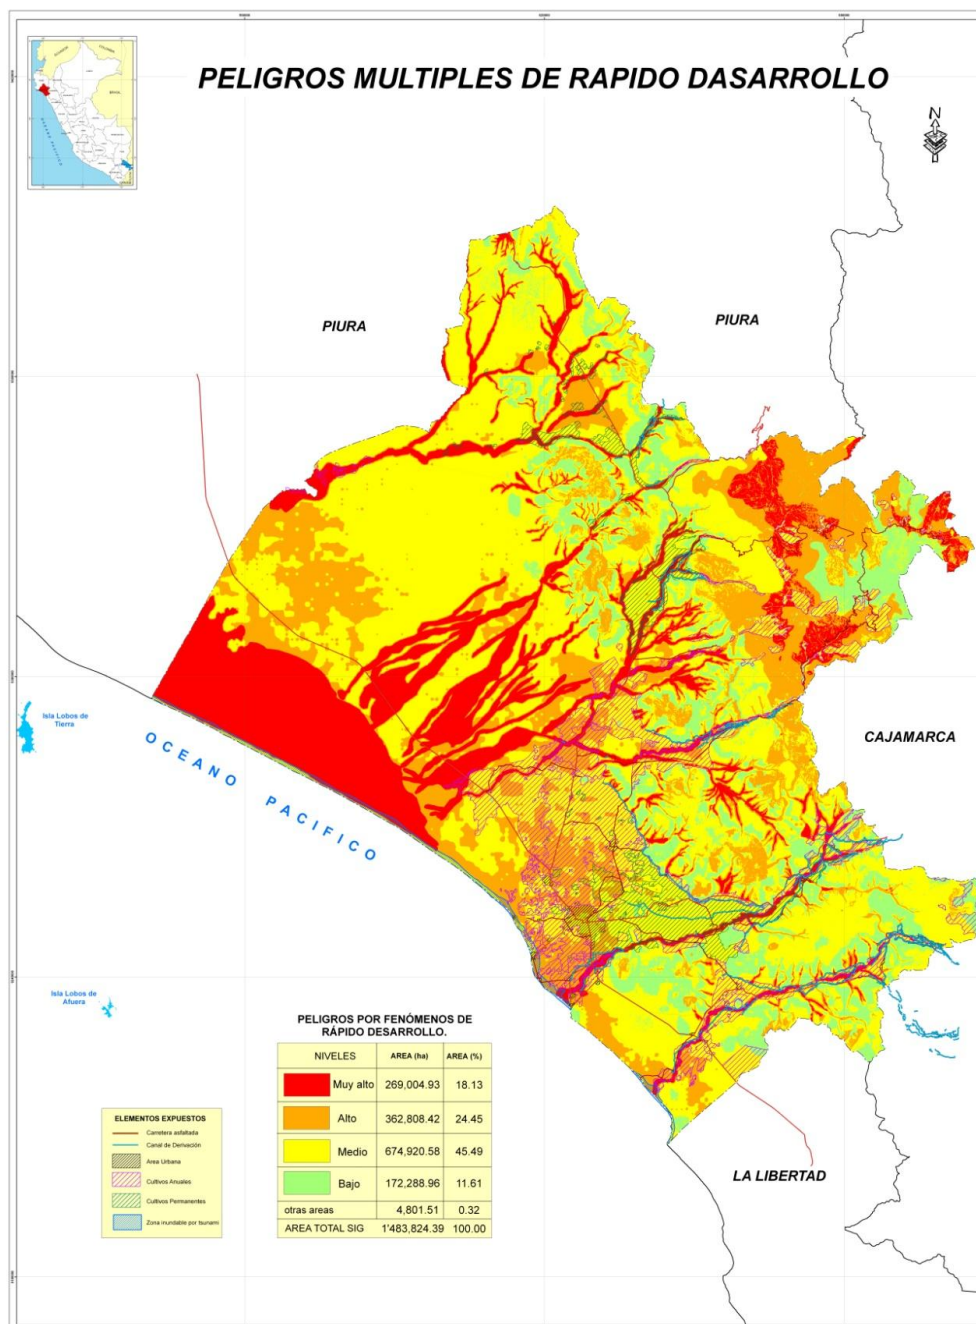 PELIGROS MULTIPLES DE RAPIDO DASARROLLO
N
PIURA
PIURA
CAJAMARCA
Isla Lobos de
Tierra
OCEANO PACIFICO
Isla Lobos de
Afuera
LA LIBERTAD
PELIGROS POR FENÓMENOS DE
RÁPIDO DESARROLLO.
NIVELES AREA (ha) AREA (%)
Muy alto 269,004.93 18.13
Alto 362,808.42 24.45
Medio 674,920.58 45.49
Bajo 172,288.96 11.61
otras areas 4,801.51 0.32
AREA TOTAL SIG 1'483,824.39 100.00
ELEMENTOS EXPUESTOS
Carretera asfaltada
Canal de Derivación
Area Urbana
Cultivos Anuales
Cultivos Permanentes
Zona inundable por tsunami